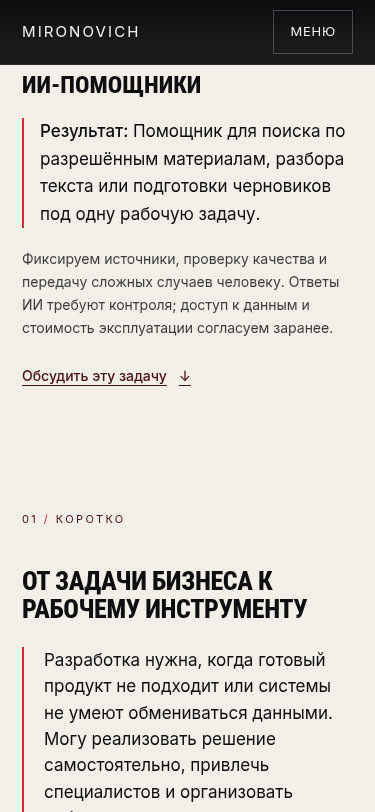 MIRONOVICH
МЕНЮ
ИИ-ПОМОЩНИКИ
Результат: Помощник для поиска по
разрешённым материалам, разбора
текста или подготовки черновиков
под одну рабочую задачу.
Фиксируем источники, проверку качества и
передачу сложных случаев человеку. Ответы
ИИ требуют контроля; доступ к данным и
стоимость эксплуатации согласуем заранее.
Обсудить эту задачу ↓
01 / КОРОТКО
ОТ ЗАДАЧИ БИЗНЕСА К
РАБОЧЕМУ ИНСТРУМЕНТУ
Разработка нужна, когда готовый
продукт не подходит или системы
не умеют обмениваться данными.
Могу реализовать решение
самостоятельно, привлечь
специалистов и организовать